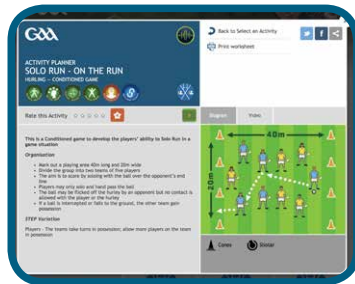 GAA
Back to Select an Activity
Print worksheet
ACTIVITY PLANNER
SOLO RUN - ON THE RUN
HURLING - CONDITIONED GAME
Rate this Activity
Diagram
Video
This is a Conditioned game to develop the players' ability to Solo Run in a
game situation
Organisation
Mark out a playing area 40m long and 20m wide
Divide the group into two teams of five players
The aim is to score by soloing with the ball over the opponent's end
line
Players may only solo and hand pass the ball
The ball may be flicked off the hurley by an opponent but no contact is
allowed with the player or the hurley
If a ball is intercepted or falls to the ground, the other team gain
possession
STEP Variation
Players - The teams take turns in possession; allow more players on the team
in possession
40m
20m
Cones
Sliotar